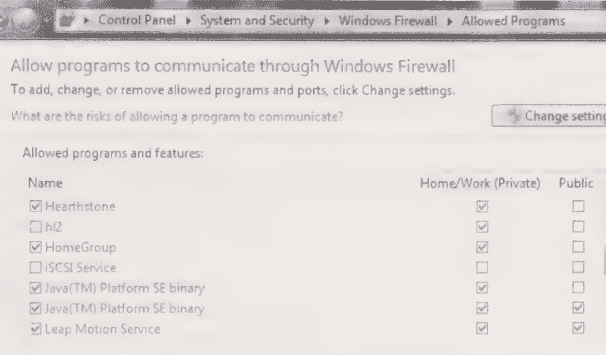 Control Panel ▸ System and Security ▸ Windows Firewall ▸ Allowed Programs
Allow programs to communicate through Windows Firewall
To add, change, or remove allowed programs and ports, click Change settings.
What are the risks of allowing a program to communicate?
Change setting
Allowed programs and features:
Name Home/Work (Private) Public
Hearthstone
hl2
HomeGroup
iSCSI Service
Java(TM) Platform SE binary
Java(TM) Platform SE binary
Leap Motion Service